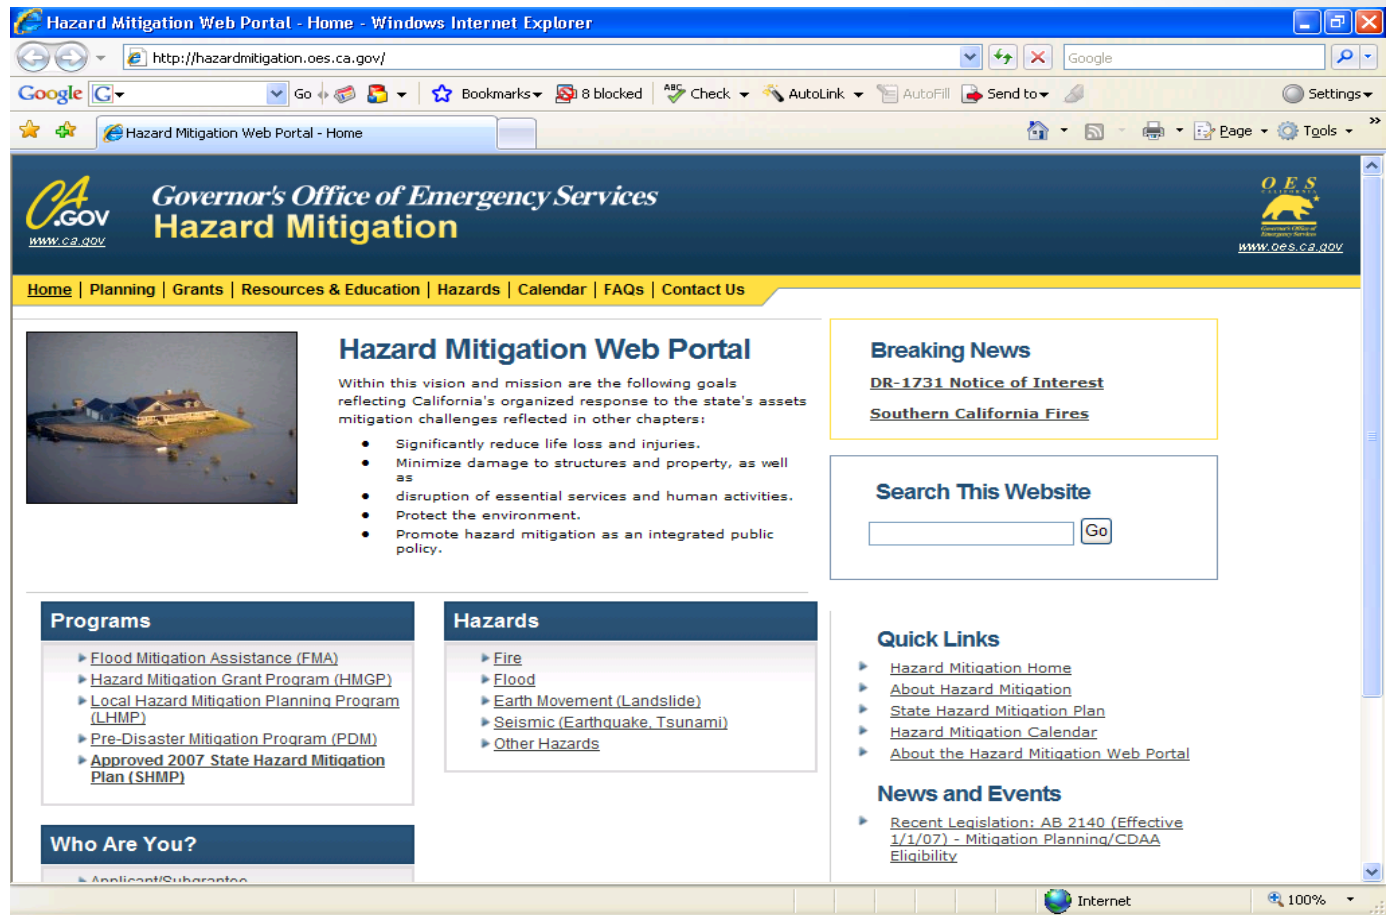 Hazard Mitigation Web Portal - Home - Windows Internet Explorer
http://hazardmitigation.oes.ca.gov/
Google
Google G Go Bookmarks 8 blocked ABC Check AutoLink AutoFill Send to Settings
Hazard Mitigation Web Portal - Home
Page Tools »
CA.GOV
www.ca.gov
Governor's Office of Emergency Services
Hazard Mitigation
OES
CALIFORNIA
Governor's Office of
Emergency Services
www.oes.ca.gov
Home | Planning | Grants | Resources & Education | Hazards | Calendar | FAQs | Contact Us
Hazard Mitigation Web Portal
Within this vision and mission are the following goals
reflecting California's organized response to the state's assets
mitigation challenges reflected in other chapters:
• Significantly reduce life loss and injuries.
• Minimize damage to structures and property, as well
as
• disruption of essential services and human activities.
• Protect the environment.
• Promote hazard mitigation as an integrated public
policy.
Breaking News
DR-1731 Notice of Interest
Southern California Fires
Search This Website
Go
Programs
Flood Mitigation Assistance (FMA)
Hazard Mitigation Grant Program (HMGP)
Local Hazard Mitigation Planning Program
(LHMP)
Pre-Disaster Mitigation Program (PDM)
Approved 2007 State Hazard Mitigation
Plan (SHMP)
Hazards
Fire
Flood
Earth Movement (Landslide)
Seismic (Earthquake, Tsunami)
Other Hazards
Quick Links
Hazard Mitigation Home
About Hazard Mitigation
State Hazard Mitigation Plan
Hazard Mitigation Calendar
About the Hazard Mitigation Web Portal
News and Events
Recent Legislation: AB 2140 (Effective
1/1/07) - Mitigation Planning/CDAA
Eligibility
Who Are You?
Applicant/Subgrantee
Internet
100%